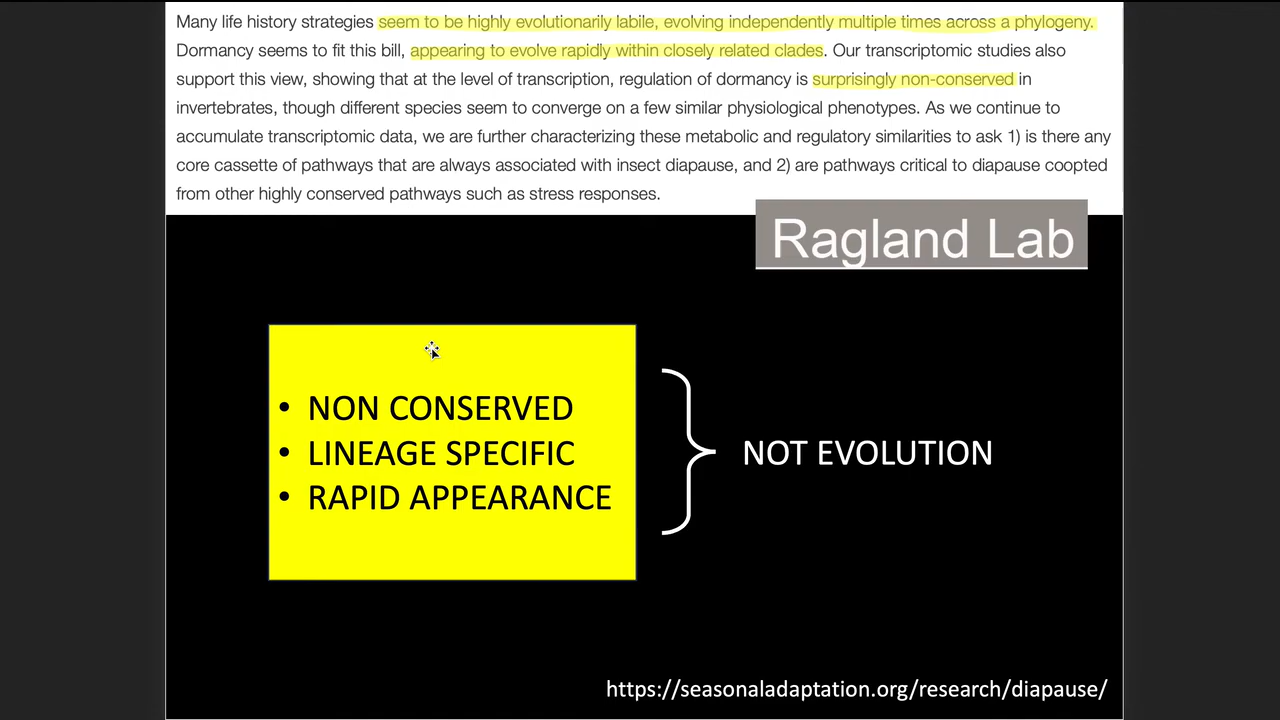 Many life history strategies seem to be highly evolutionarily labile, evolving independently multiple times across a phylogeny.
Dormancy seems to fit this bill, appearing to evolve rapidly within closely related clades. Our transcriptomic studies also
support this view, showing that at the level of transcription, regulation of dormancy is surprisingly non-conserved in
invertebrates, though different species seem to converge on a few similar physiological phenotypes. As we continue to
accumulate transcriptomic data, we are further characterizing these metabolic and regulatory similarities to ask 1) is there any
core cassette of pathways that are always associated with insect diapause, and 2) are pathways critical to diapause coopted
from other highly conserved pathways such as stress responses.
Ragland Lab
• NON CONSERVED
• LINEAGE SPECIFIC
• RAPID APPEARANCE
NOT EVOLUTION
https://seasonaladaptation.org/research/diapause/